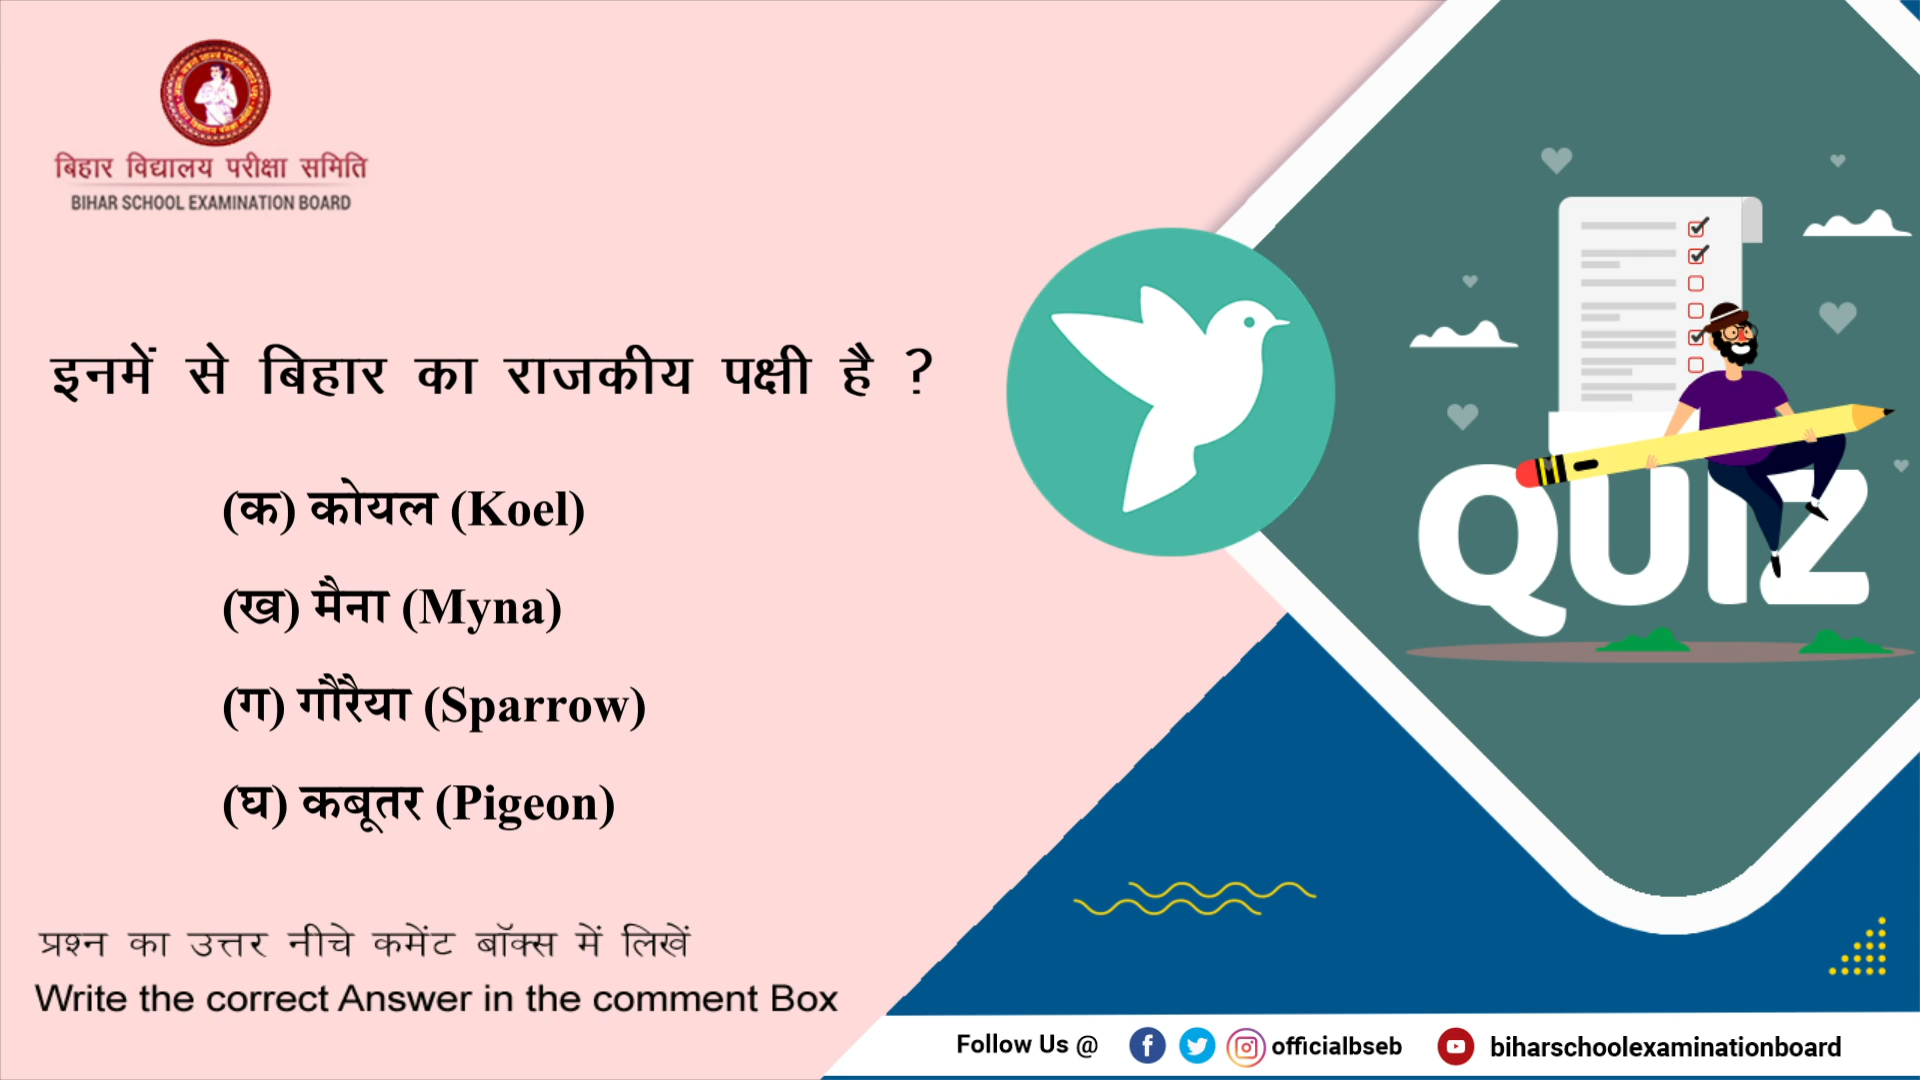 बिहार विद्यालय परीक्षा समिति
BIHAR SCHOOL EXAMINATION BOARD
इनमें से बिहार का राजकीय पक्षी है ?
(क) कोयल (Koel)
(ख) मैना (Myna)
(ग) गौरैया (Sparrow)
(घ) कबूतर (Pigeon)
प्रश्न का उत्तर नीचे कमेंट बॉक्स में लिखें
Write the correct Answer in the comment Box
QUIZ
Follow Us @ officialbseb biharschoolexaminationboard